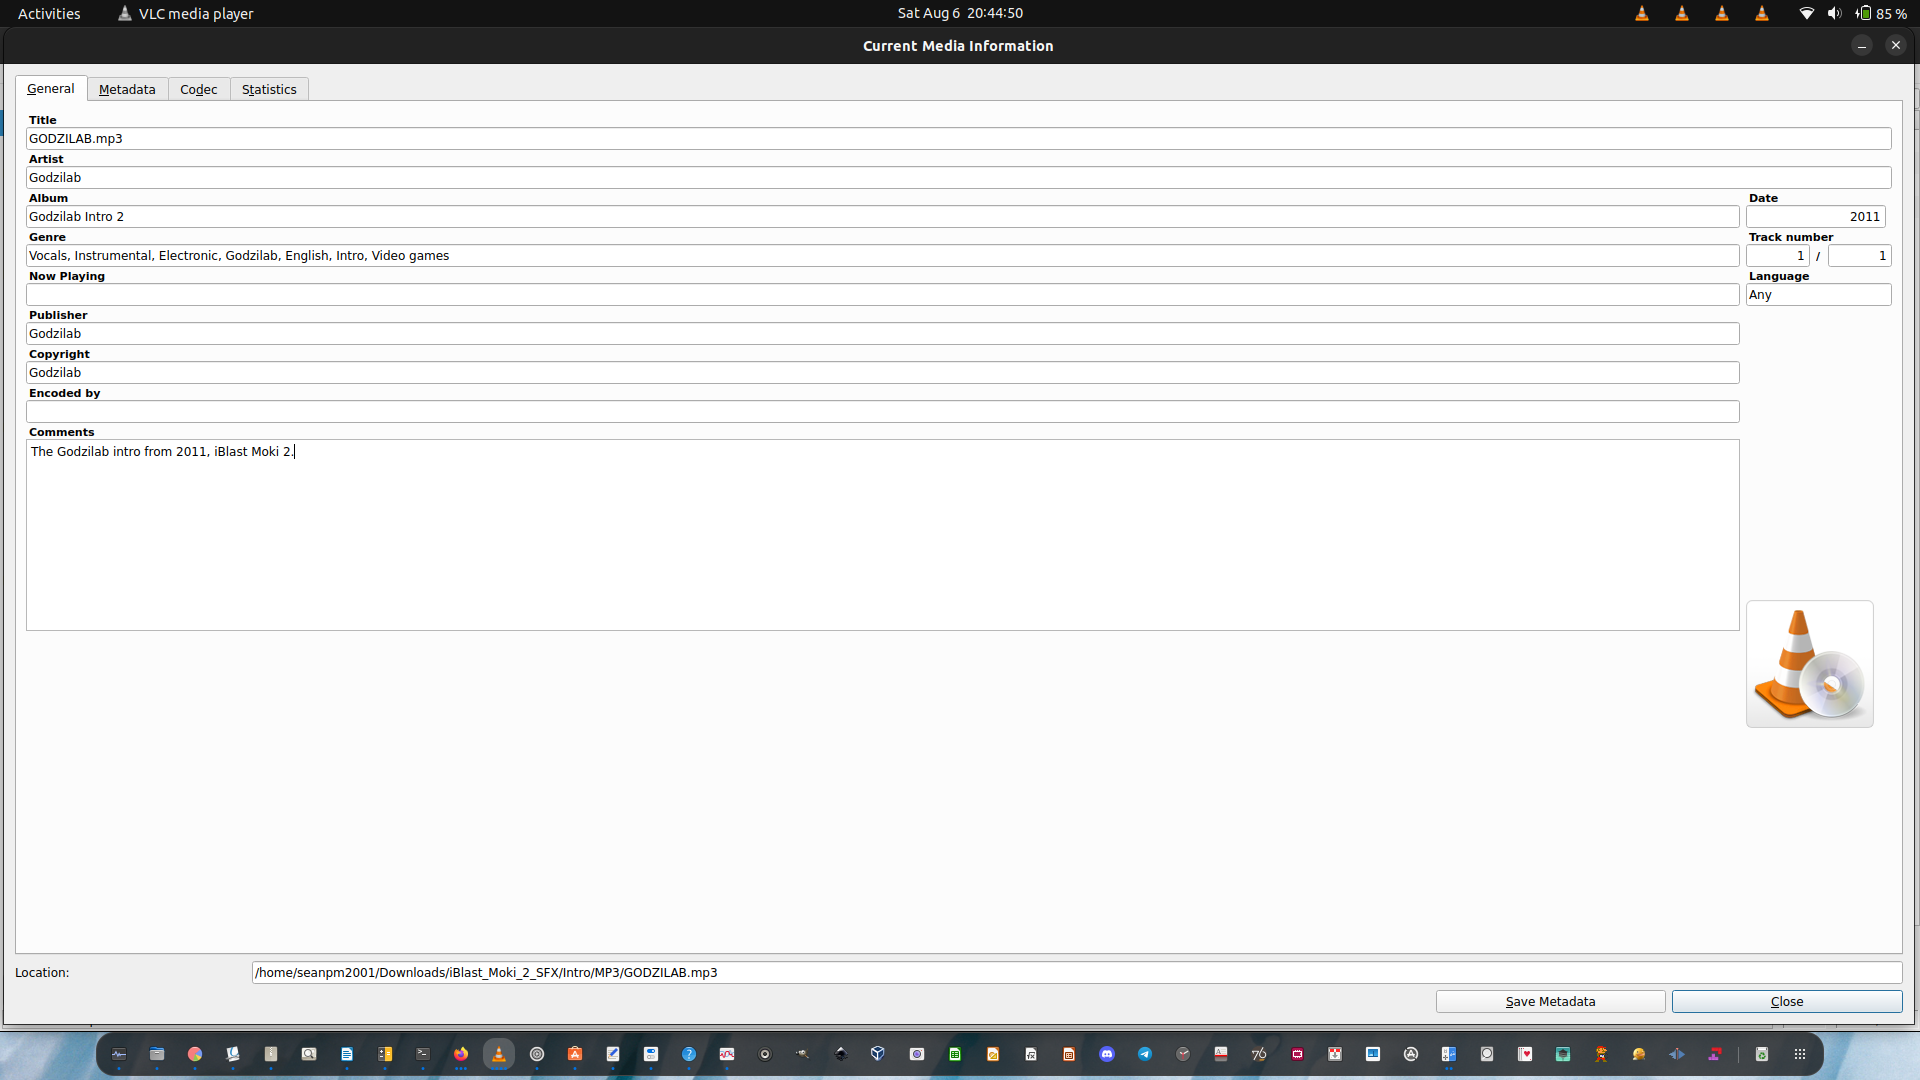 Activities VLC media player Sat Aug 6 20:44:50 85 %
Current Media Information
General Metadata Codec Statistics
Title
GODZILAB.mp3
Artist
Godzilab
Album Date
Godzilab Intro 2 2011
Genre Track number
Vocals, Instrumental, Electronic, Godzilab, English, Intro, Video games 1 / 1
Now Playing Language
Any
Publisher
Godzilab
Copyright
Godzilab
Encoded by
Comments
The Godzilab intro from 2011, iBlast Moki 2.
Location: /home/seanpm2001/Downloads/iBlast_Moki_2_SFX/Intro/MP3/GODZILAB.mp3
Save Metadata Close